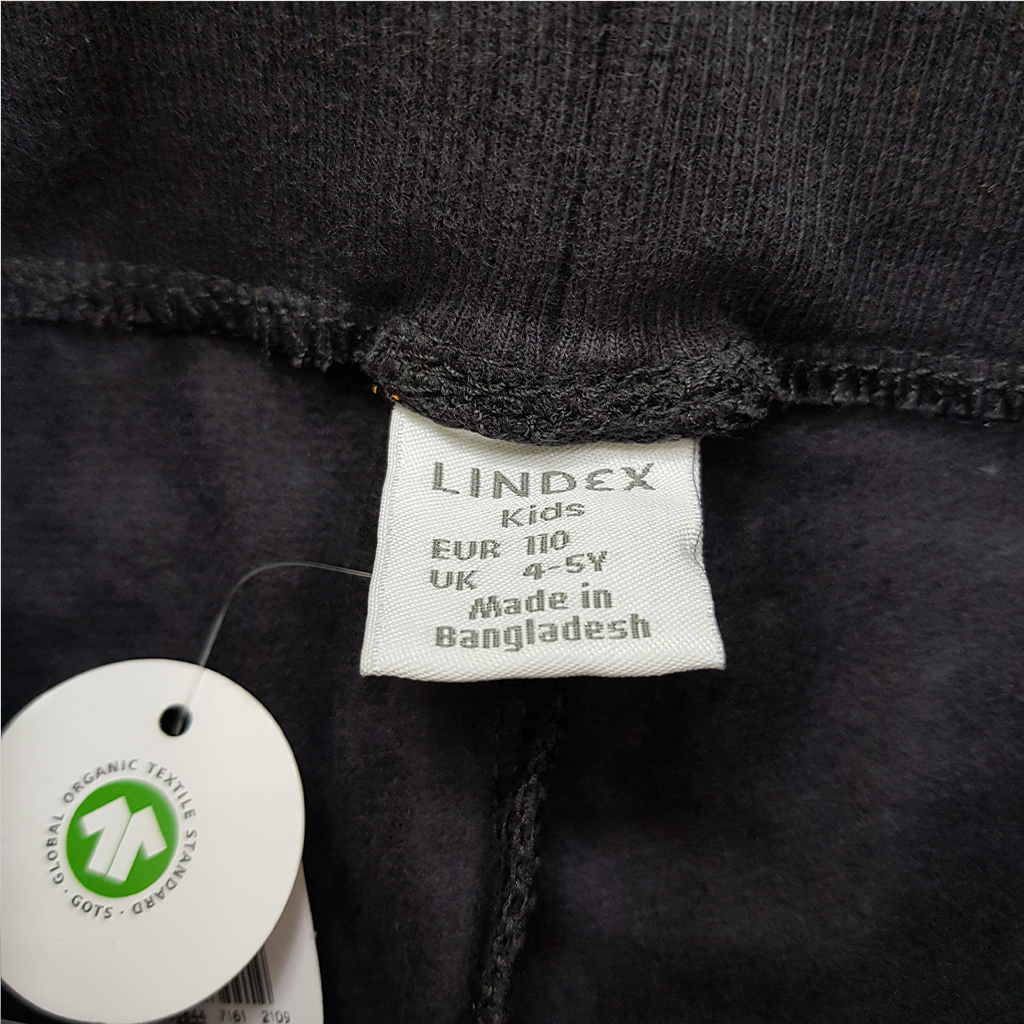 LINDEX
Kids
EUR 110
UK 4-5Y
Made in
Bangladesh
GLOBAL ORGANIC TEXTILE STANDARD · GOTS ·
7161 2109